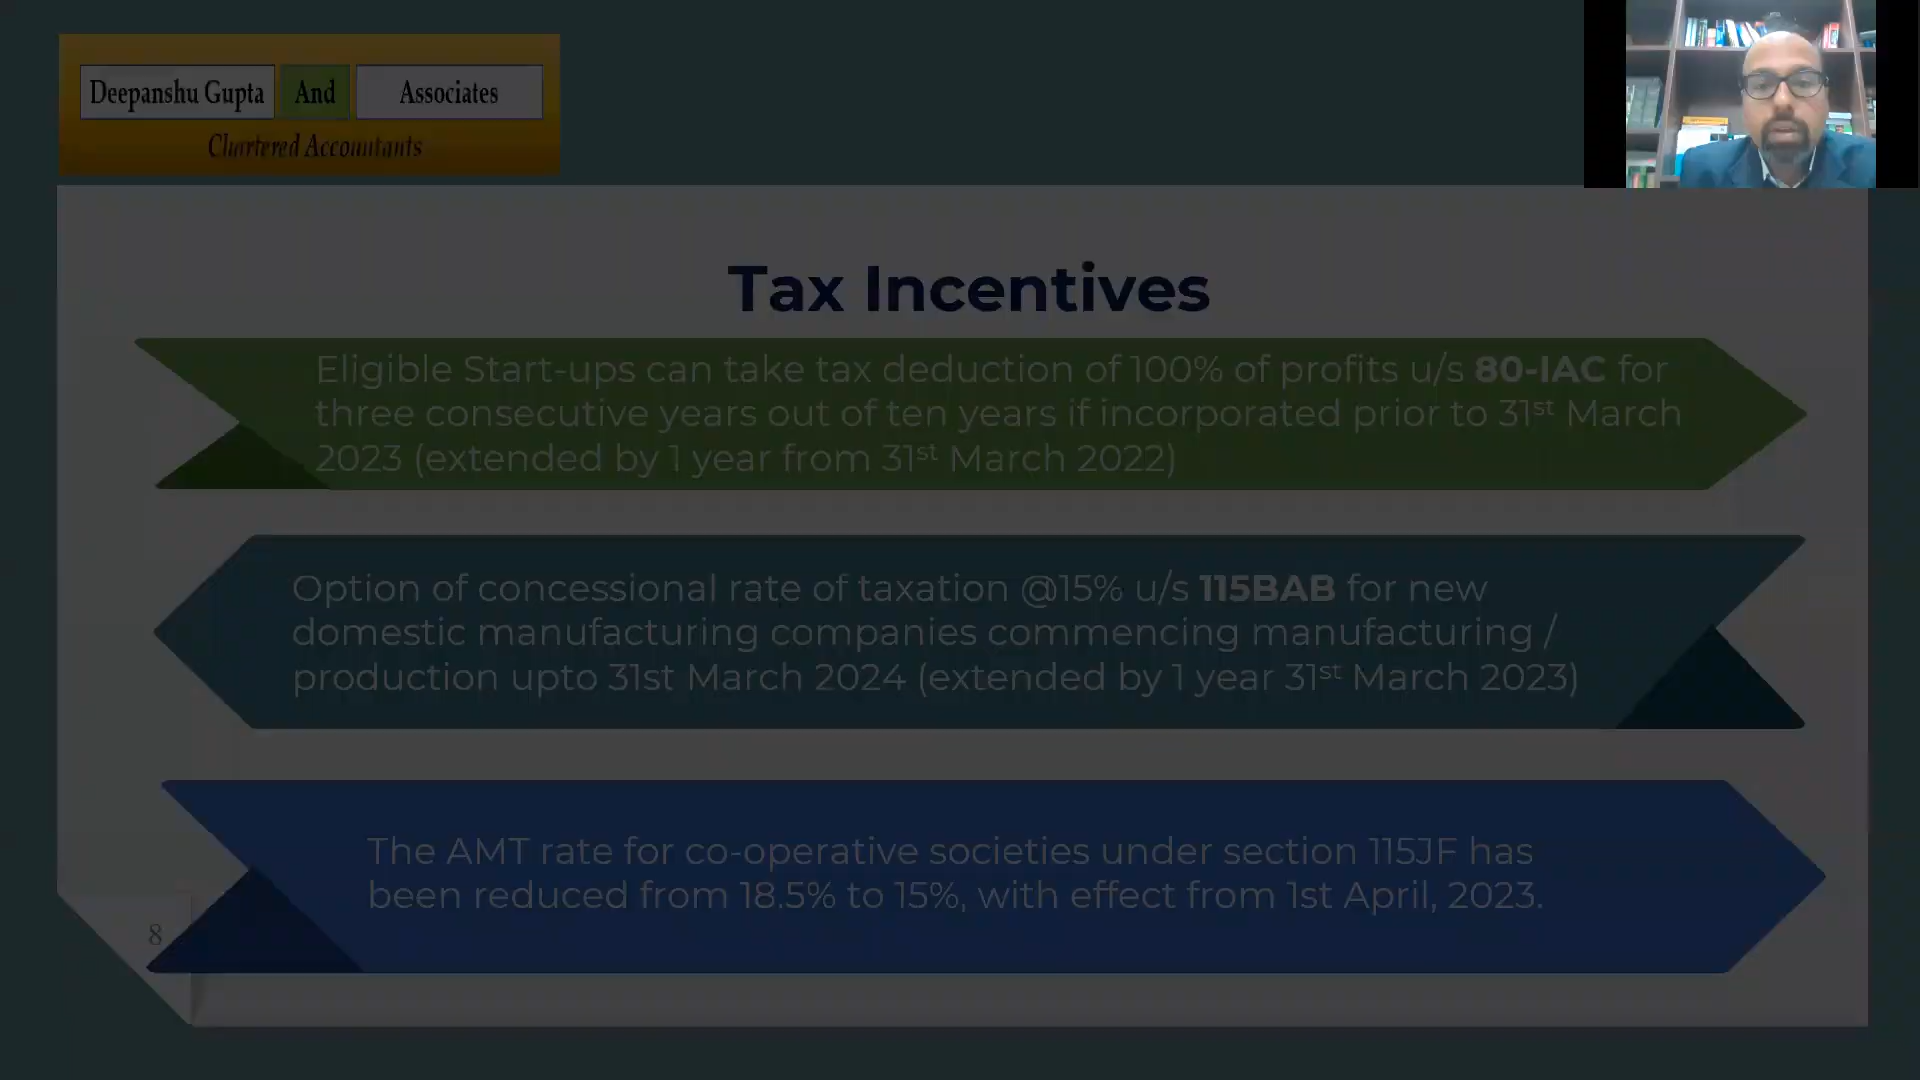 Deepanshu Gupta And Associates
Chartered Accountants
Tax Incentives
Eligible Start-ups can take tax deduction of 100% of profits u/s 80-IAC for
three consecutive years out of ten years if incorporated prior to 31st March
2023 (extended by 1 year from 31st March 2022)
Option of concessional rate of taxation @15% u/s 115BAB for new
domestic manufacturing companies commencing manufacturing /
production upto 31st March 2024 (extended by 1 year 31st March 2023)
The AMT rate for co-operative societies under section 115JF has
been reduced from 18.5% to 15%, with effect from 1st April, 2023.
8